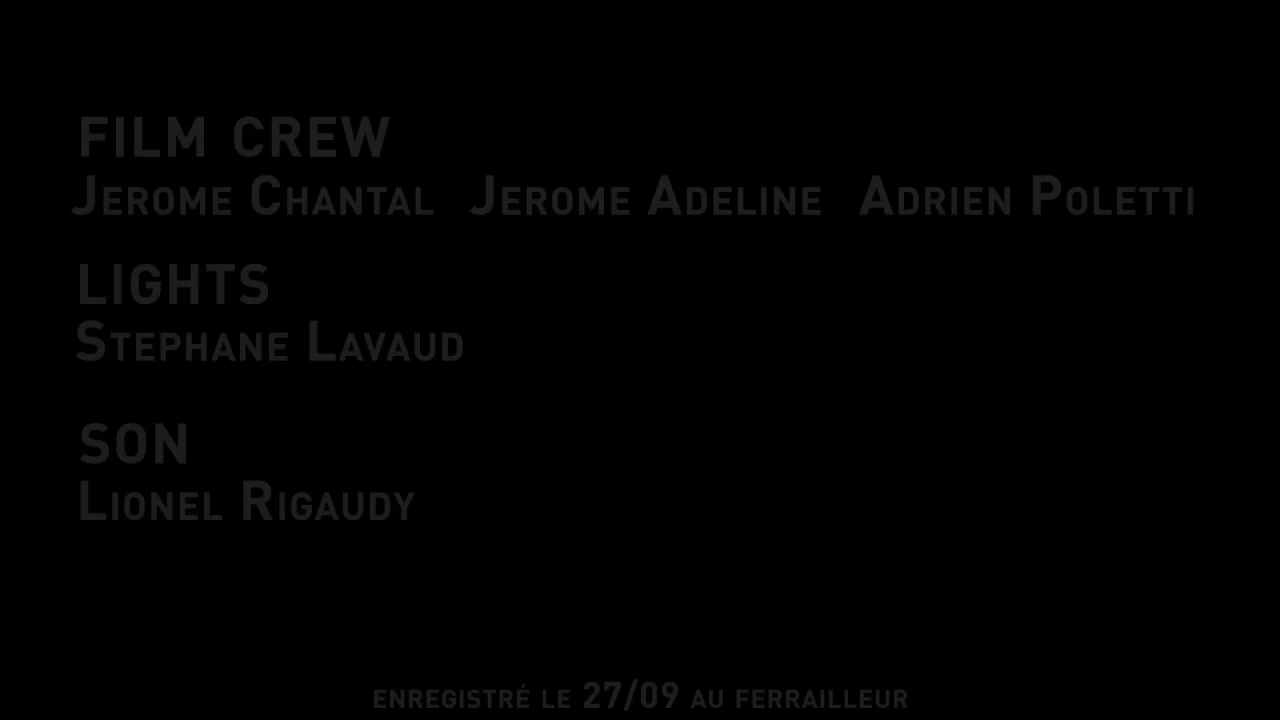 FILM CREW
JEROME CHANTAL JEROME ADELINE ADRIEN POLETTI
LIGHTS
STEPHANE LAVAUD
SON
LIONEL RIGAUDY
ENREGISTRÉ LE 27/09 AU FERRAILLEUR